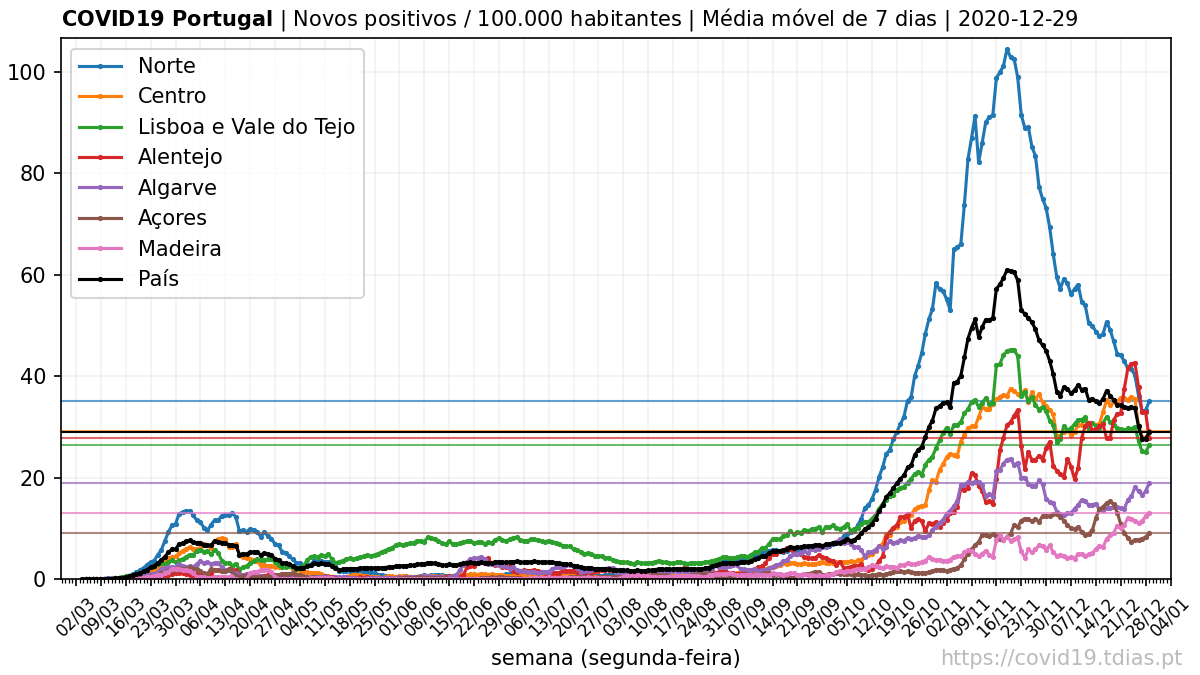 COVID19 Portugal | Novos positivos / 100.000 habitantes | Média móvel de 7 dias | 2020-12-29
Norte
Centro
Lisboa e Vale do Tejo
Alentejo
Algarve
Açores
Madeira
País
100
80
60
40
20
0
02/03 09/03 16/03 23/03 30/03 06/04 13/04 20/04 27/04 04/05 11/05 18/05 25/05 01/06 08/06 15/06 22/06 29/06 06/07 13/07 20/07 27/07 03/08 10/08 17/08 24/08 31/08 07/09 14/09 21/09 28/09 05/10 12/10 19/10 26/10 02/11 09/11 16/11 23/11 30/11 07/12 14/12 21/12 28/12 04/01
semana (segunda-feira)
https://covid19.tdias.pt